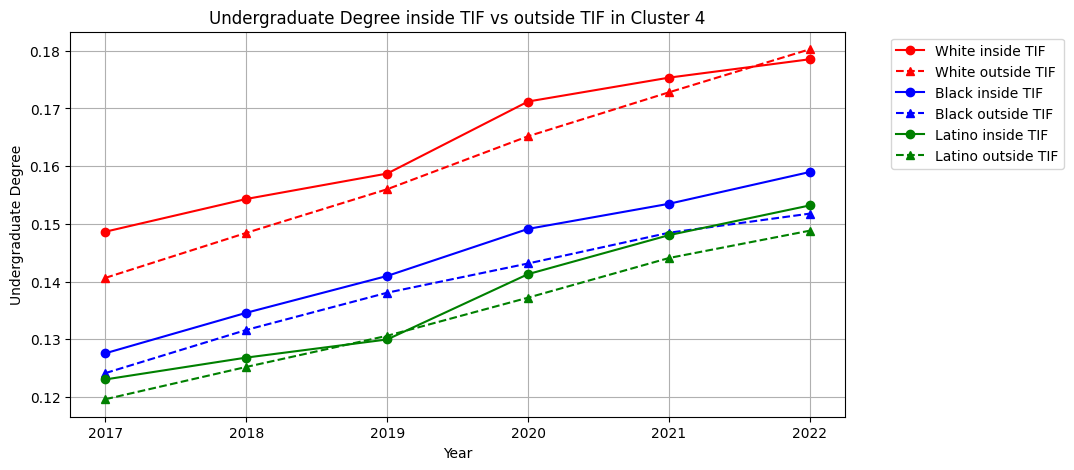 Undergraduate Degree inside TIF vs outside TIF in Cluster 4
Undergraduate Degree
0.18
0.17
0.16
0.15
0.14
0.13
0.12
2017 2018 2019 2020 2021 2022
Year
White inside TIF
White outside TIF
Black inside TIF
Black outside TIF
Latino inside TIF
Latino outside TIF